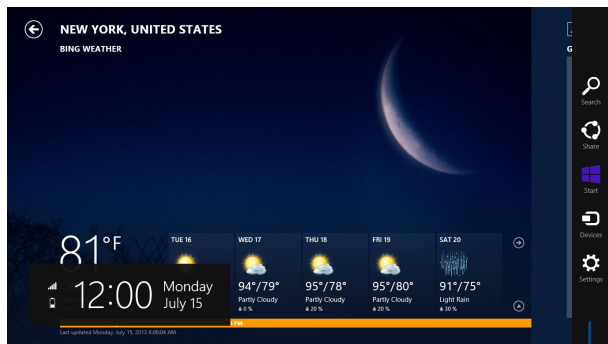 NEW YORK, UNITED STATES
BING WEATHER
G
Search
Share
Start
Devices
Settings
81°F
TUE 16
WED 17
94°/79°
Partly Cloudy
0 %
THU 18
95°/78°
Partly Cloudy
20 %
FRI 19
95°/80°
Partly Cloudy
20 %
SAT 20
91°/75°
Light Rain
30 %
12:00
Monday
July 15
PM
Last updated Monday, July 15, 2013 6:06:04 AM